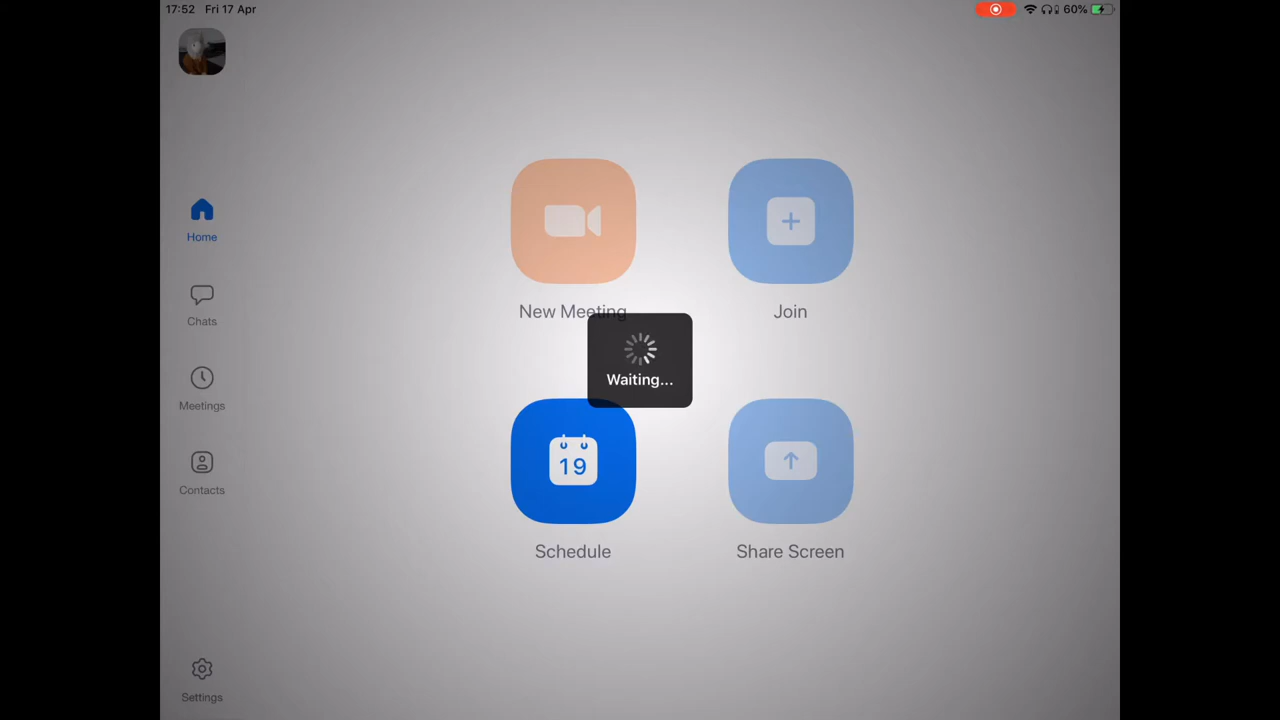 17:52 Fri 17 Apr 60%
Home
Chats
Meetings
Contacts
Settings
New Meeting
Join
Waiting...
19
Schedule
Share Screen